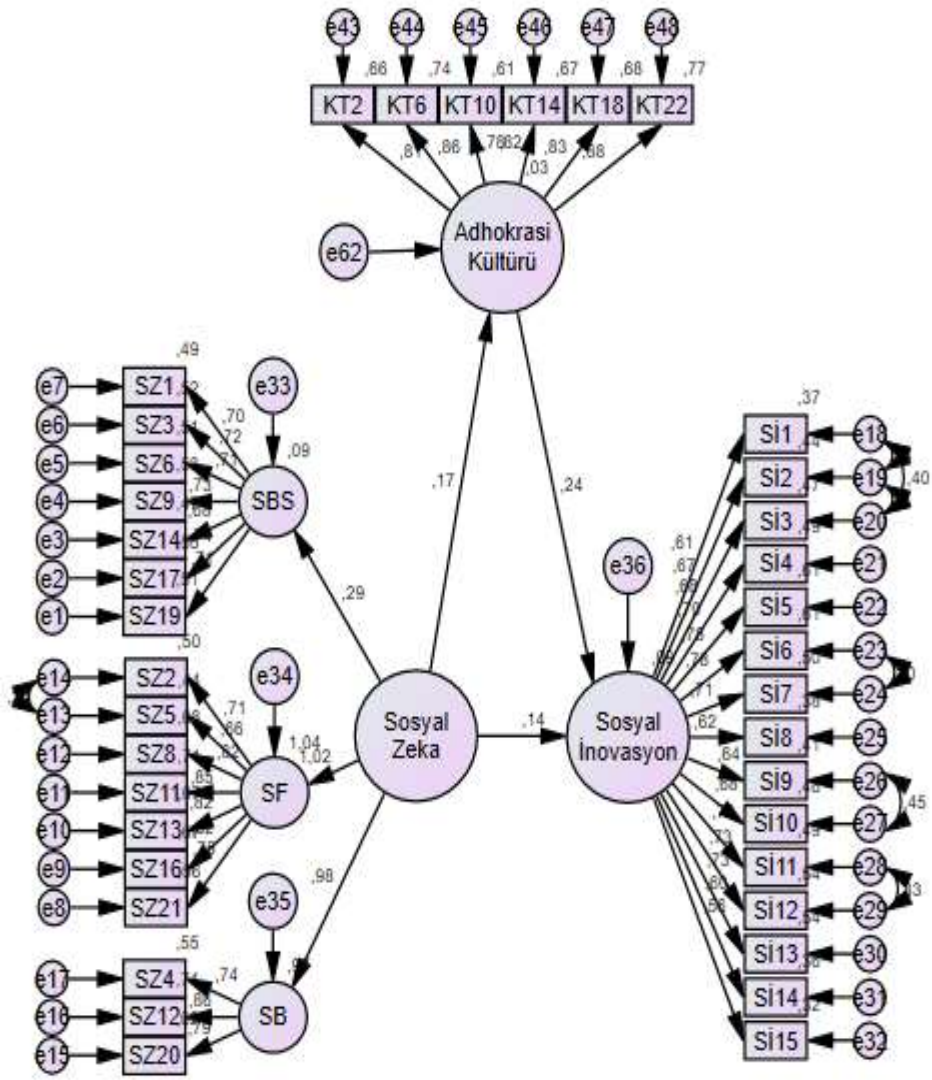 e43 e44 e45 e46 e47 e48
,66 ,74 ,61 ,67 ,68 ,77
KT2 KT6 KT10 KT14 KT18 KT22
,86 ,83
,03
Adhokrasi
Kültürü
e62
,17
,24
,49
e7 SZ1
e6 SZ3
e5 SZ6
e4 SZ9
e3 SZ14
e2 SZ17
e1 SZ19
,70
,72
,73
e33
,09
SBS
,29
,50
e14 SZ2
e13 SZ5
e12 SZ8
e11 SZ11
e10 SZ13
e9 SZ16
e8 SZ21
,71
,66
,82
e34
1,04
1,02
SF
Sosyal
Zeka
,14
,98
,55
e17 SZ4
e16 SZ12
e15 SZ20
,74
,79
e35
SB
e36
Sosyal
İnovasyon
,61
,67
,71
,62
,64
,73
,37
Sİ1 e18
Sİ2 e19
,40
Sİ3 e20
Sİ4 e21
Sİ5 e22
Sİ6 e23
Sİ7 e24
Sİ8 e25
Sİ9 e26
,45
Sİ10 e27
Sİ11 e28
Sİ12 e29
Sİ13 e30
Sİ14 e31
Sİ15 e32